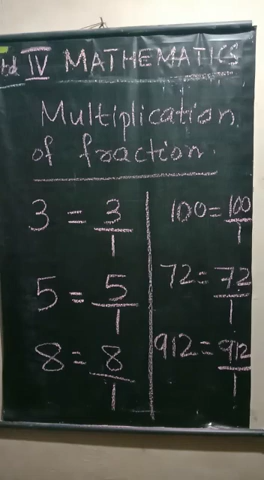 td IV MATHEMATICS
Multiplication
of fraction.
3 = 3/1
5 = 5/1
8 = 8/1
100 = 100/1
72 = 72/1
912 = 912/1